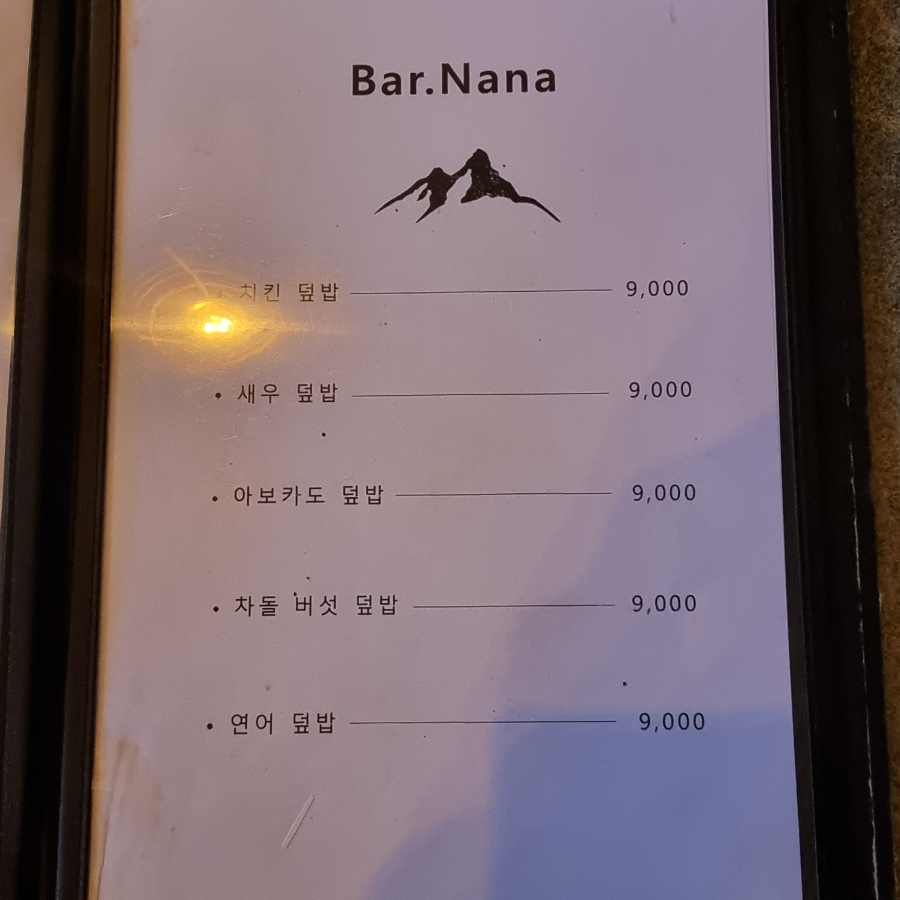 Bar.Nana
치킨 덮밥 9,000
• 새우 덮밥 9,000
• 아보카도 덮밥 9,000
• 차돌 버섯 덮밥 9,000
• 연어 덮밥 9,000